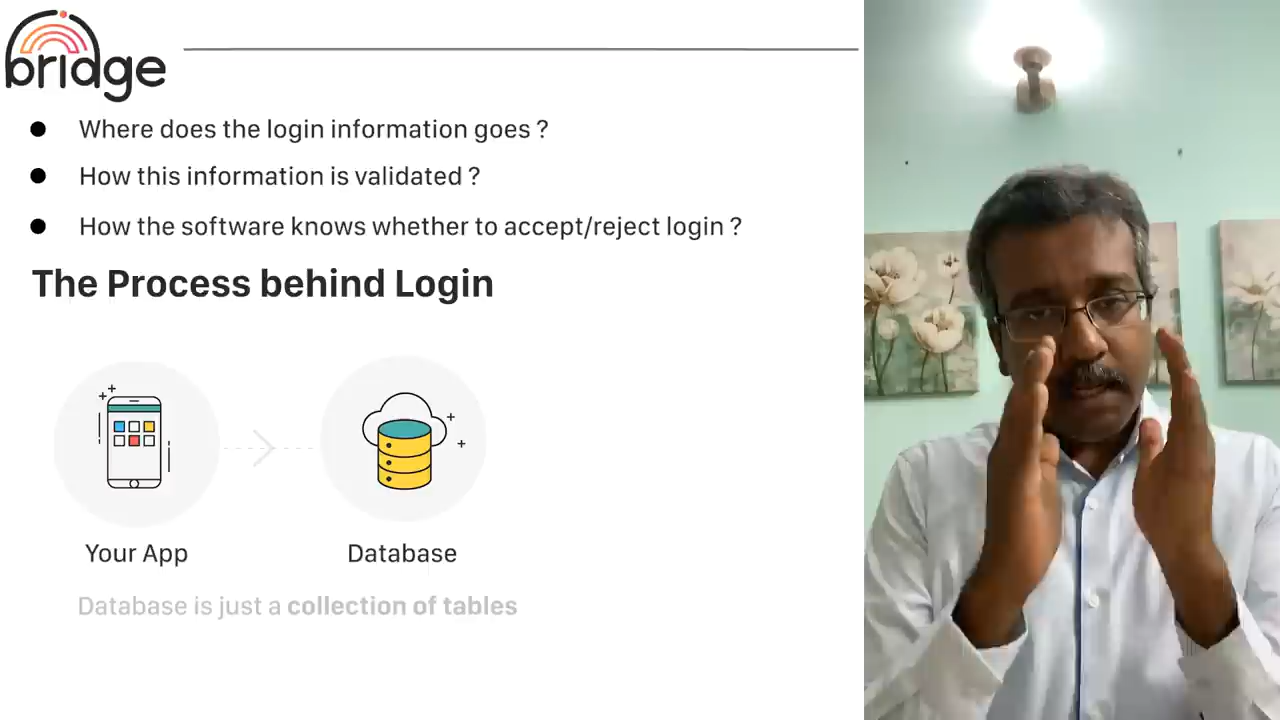 bridge
Where does the login information goes ?
How this information is validated ?
How the software knows whether to accept/reject login ?
The Process behind Login
Your App
Database
Database is just a collection of tables